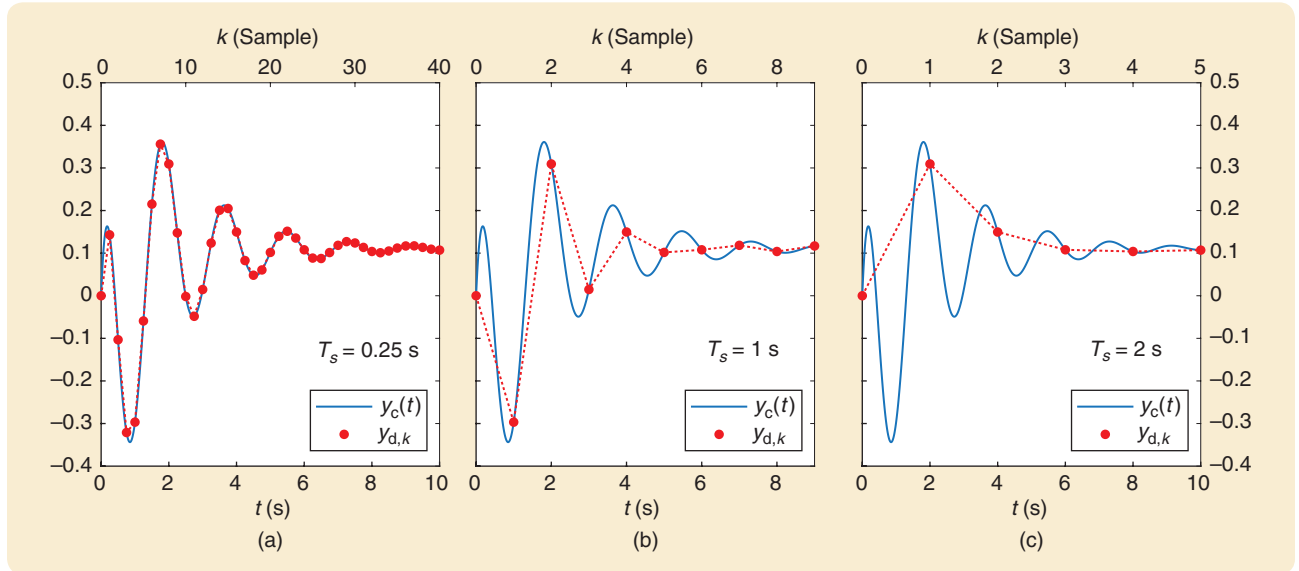 k (Sample) k (Sample) k (Sample)
0 10 20 30 40 0 2 4 6 8 0 1 2 3 4 5
0.5 0.5
0.4 0.4
0.3 0.3
0.2 0.2
0.1 0.1
0 0
–0.1 –0.1
–0.2 –0.2
–0.3 –0.3
–0.4 –0.4
Ts = 0.25 s Ts = 1 s Ts = 2 s
yc(t) yc(t) yc(t)
yd,k yd,k yd,k
0 2 4 6 8 10 0 2 4 6 8 0 2 4 6 8 10
t (s) t (s) t (s)
(a) (b) (c)